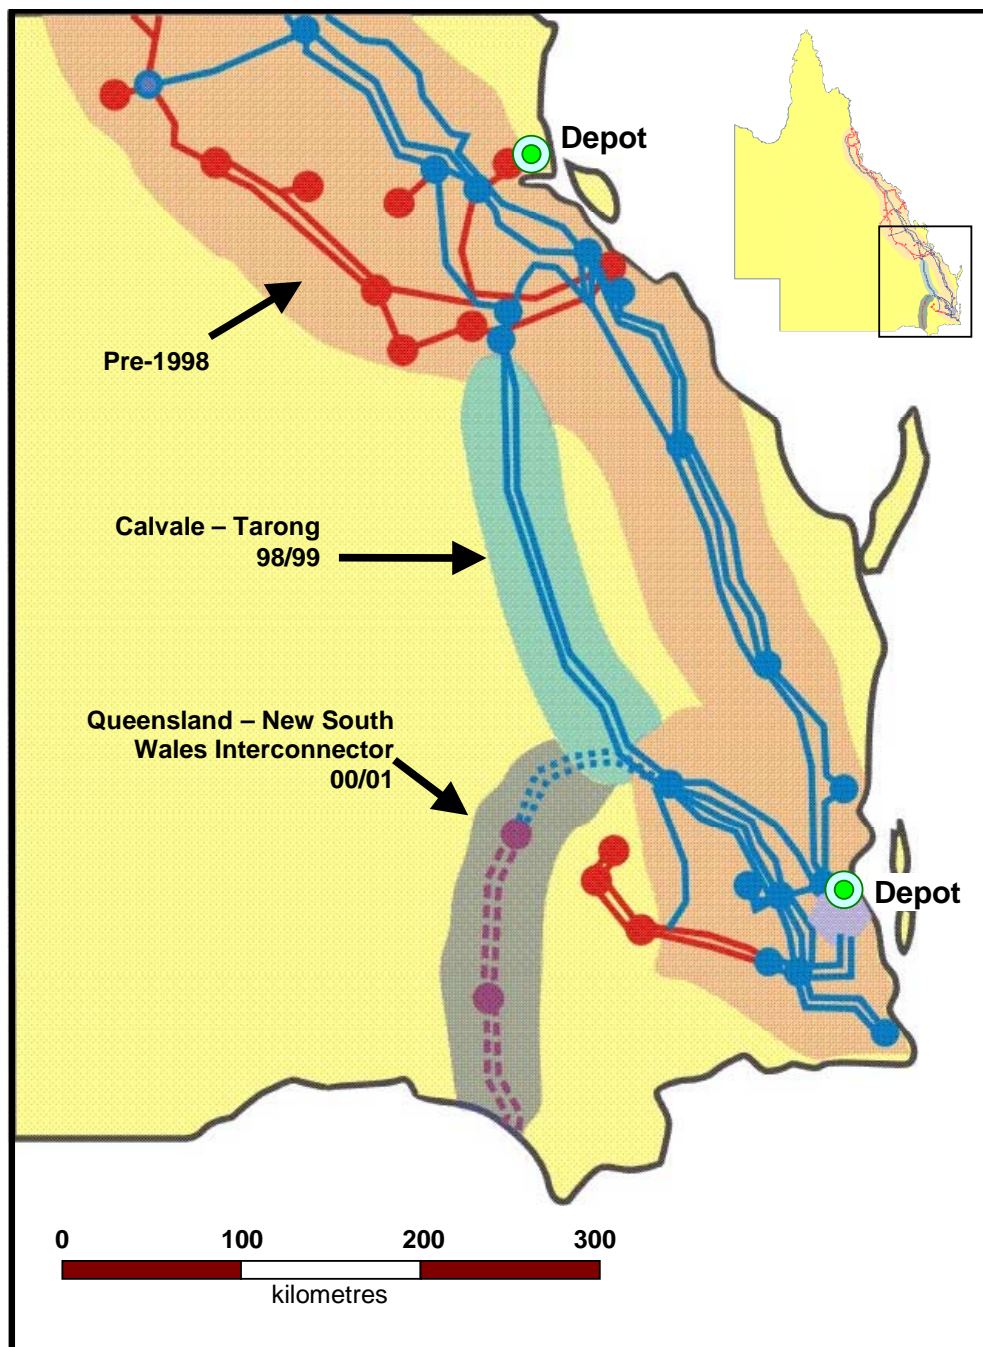 Depot
Pre-1998
Calvale – Tarong
98/99
Queensland – New South
Wales Interconnector
00/01
Depot
0 100 200 300
kilometres